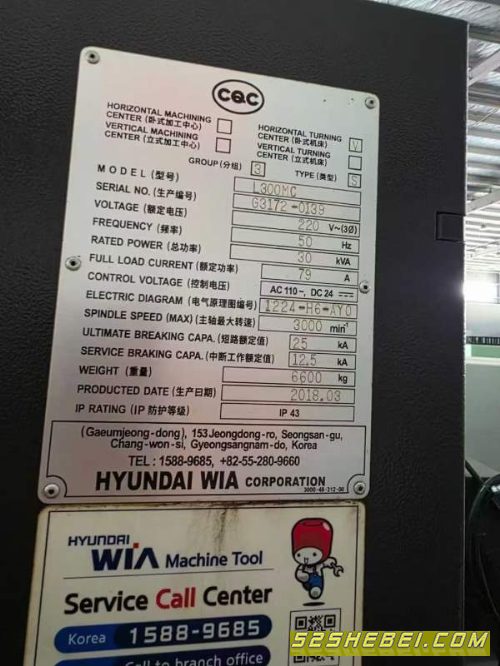 CQC
HORIZONTAL MACHINING CENTER (卧式加工中心)
HORIZONTAL TURNING CENTER (卧式机床) V
VERTICAL MACHINING CENTER (立式加工中心)
VERTICAL TURNING CENTER (立式机床)
GROUP (分组) 3 TYPE (类型) S
MODEL (型号) L300MC
SERIAL NO. (生产编号) G3172-0139
VOLTAGE (额定电压) 220 V~(3Ø)
FREQUENCY (频率) 50 Hz
RATED POWER (总功率) 30 kVA
FULL LOAD CURRENT (额定功率) 79 A
CONTROL VOLTAGE (控制电压) AC 110~, DC 24
ELECTRIC DIAGRAM (电气原理图编号) I224-H6-AY0
SPINDLE SPEED (MAX) (主轴最大转速) 3000 min⁻¹
ULTIMATE BREAKING CAPA. (短路额定值) 25 kA
SERVICE BRAKING CAPA. (中断工作额定值) 12.5 kA
WEIGHT (重量) 6600 kg
PRODUCTED DATE (生产日期) 2018.03
IP RATING (IP 防护等级) IP 43
(Gaeumjeong-dong), 153 Jeongdong-ro, Seongsan-gu,
Chang-won-si, Gyeongsangnam-do, Korea
TEL : 1588-9685, +82-55-280-9660
HYUNDAI WIA CORPORATION
HYUNDAI
WIA Machine Tool
Service Call Center
Korea 1588-9685
Call to branch office
52SHEBEI.COM